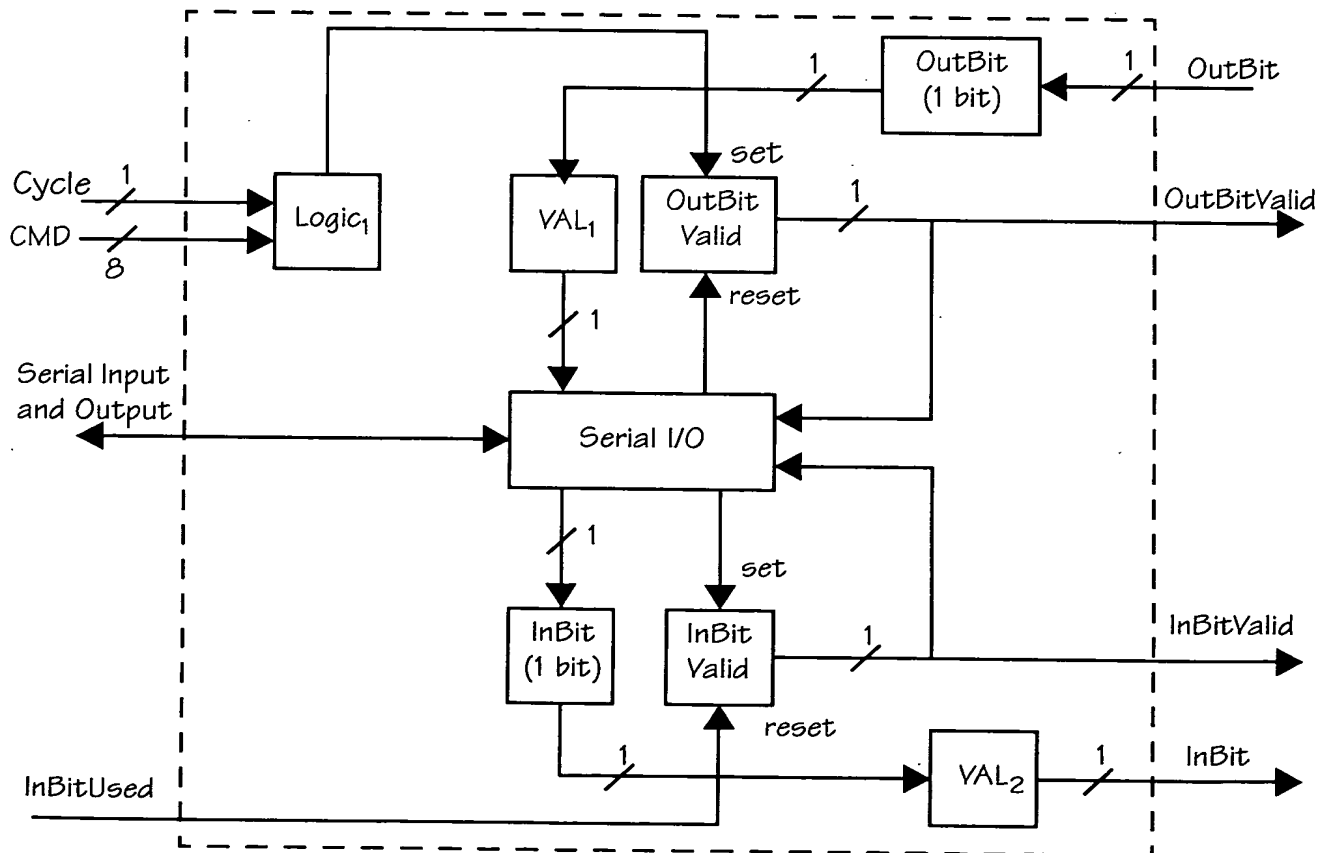 1
OutBit
(1 bit)
1
OutBit
set
Cycle
1
CMD
8
Logic₁
VAL₁
OutBit
Valid
1
OutBitValid
reset
1
Serial Input
and Output
Serial I/O
1
set
InBit
(1 bit)
InBit
Valid
1
InBitValid
reset
1
VAL₂
1
InBit
InBitUsed